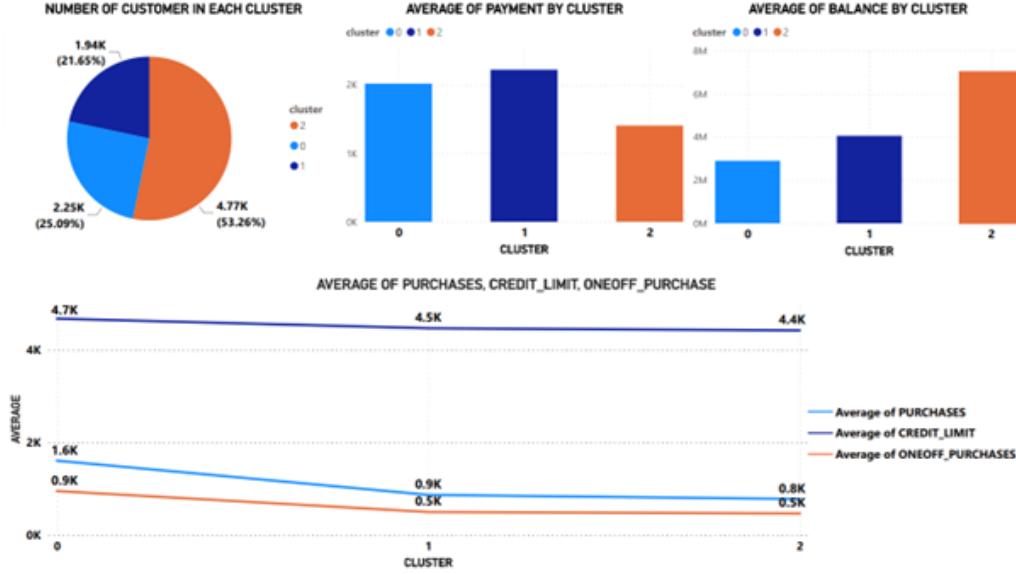 NUMBER OF CUSTOMER IN EACH CLUSTER
1.94K
(21.65%)
2.25K
(25.09%)
4.77K
(53.26%)
cluster
2
0
1
AVERAGE OF PAYMENT BY CLUSTER
cluster 0 1 2
2K
1K
0K
0 1 2
CLUSTER
AVERAGE OF BALANCE BY CLUSTER
cluster 0 1 2
8M
6M
4M
2M
0M
0 1 2
CLUSTER
AVERAGE OF PURCHASES, CREDIT_LIMIT, ONEOFF_PURCHASE
AVERAGE
4K
2K
0K
4.7K 4.5K 4.4K
1.6K 0.9K 0.8K
0.9K 0.5K 0.5K
0 1 2
CLUSTER
Average of PURCHASES
Average of CREDIT_LIMIT
Average of ONEOFF_PURCHASES